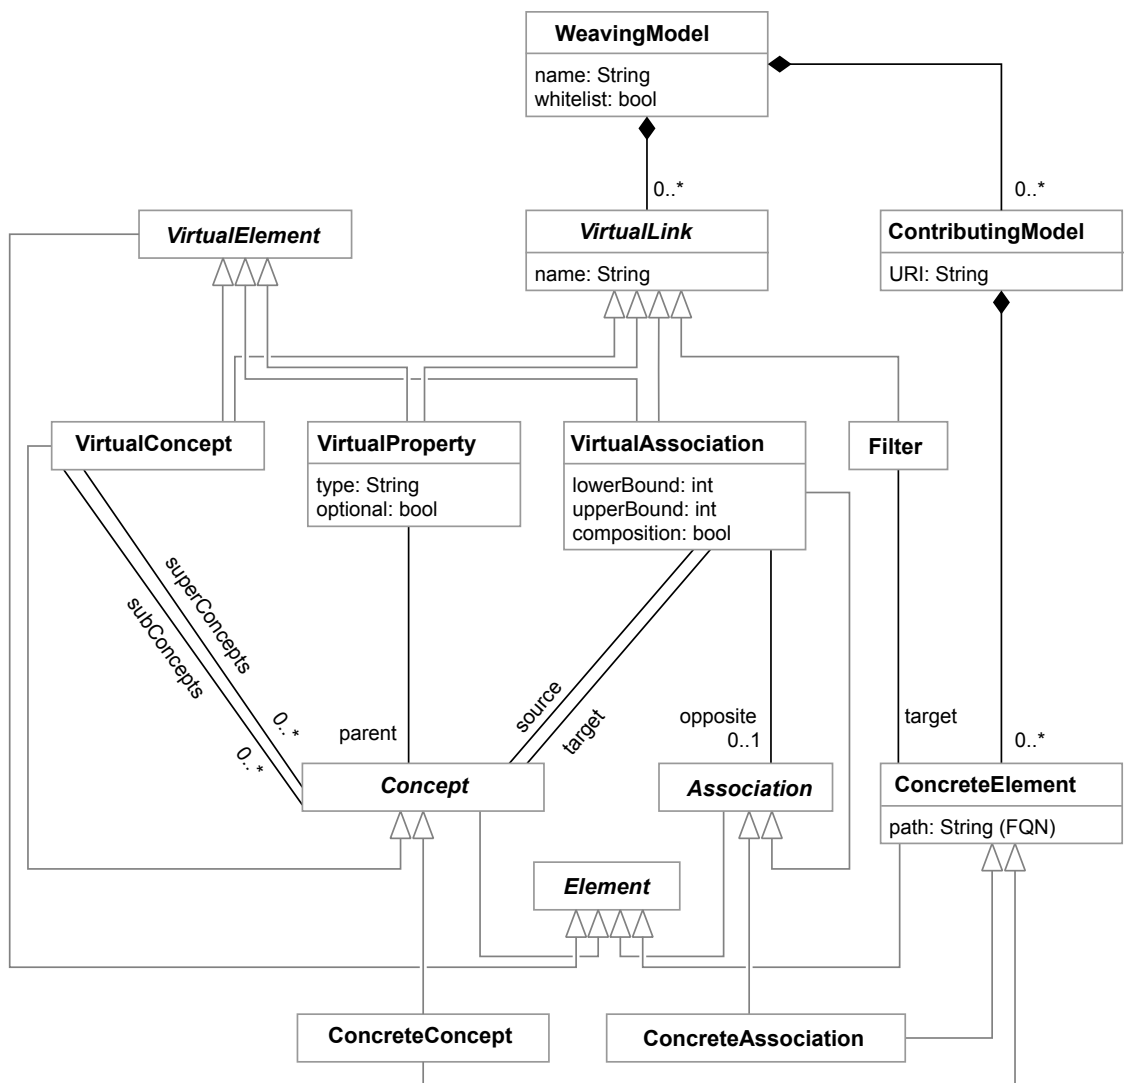 WeavingModel
name: String
whitelist: bool
0..*
0..*
VirtualElement
VirtualLink
name: String
ContributingModel
URI: String
VirtualConcept
VirtualProperty
type: String
optional: bool
VirtualAssociation
lowerBound: int
upperBound: int
composition: bool
Filter
superConcepts
subConcepts
0.. *
0.. *
parent
source
target
opposite
0..1
target
0..*
Concept
Association
ConcreteElement
path: String (FQN)
Element
ConcreteConcept
ConcreteAssociation